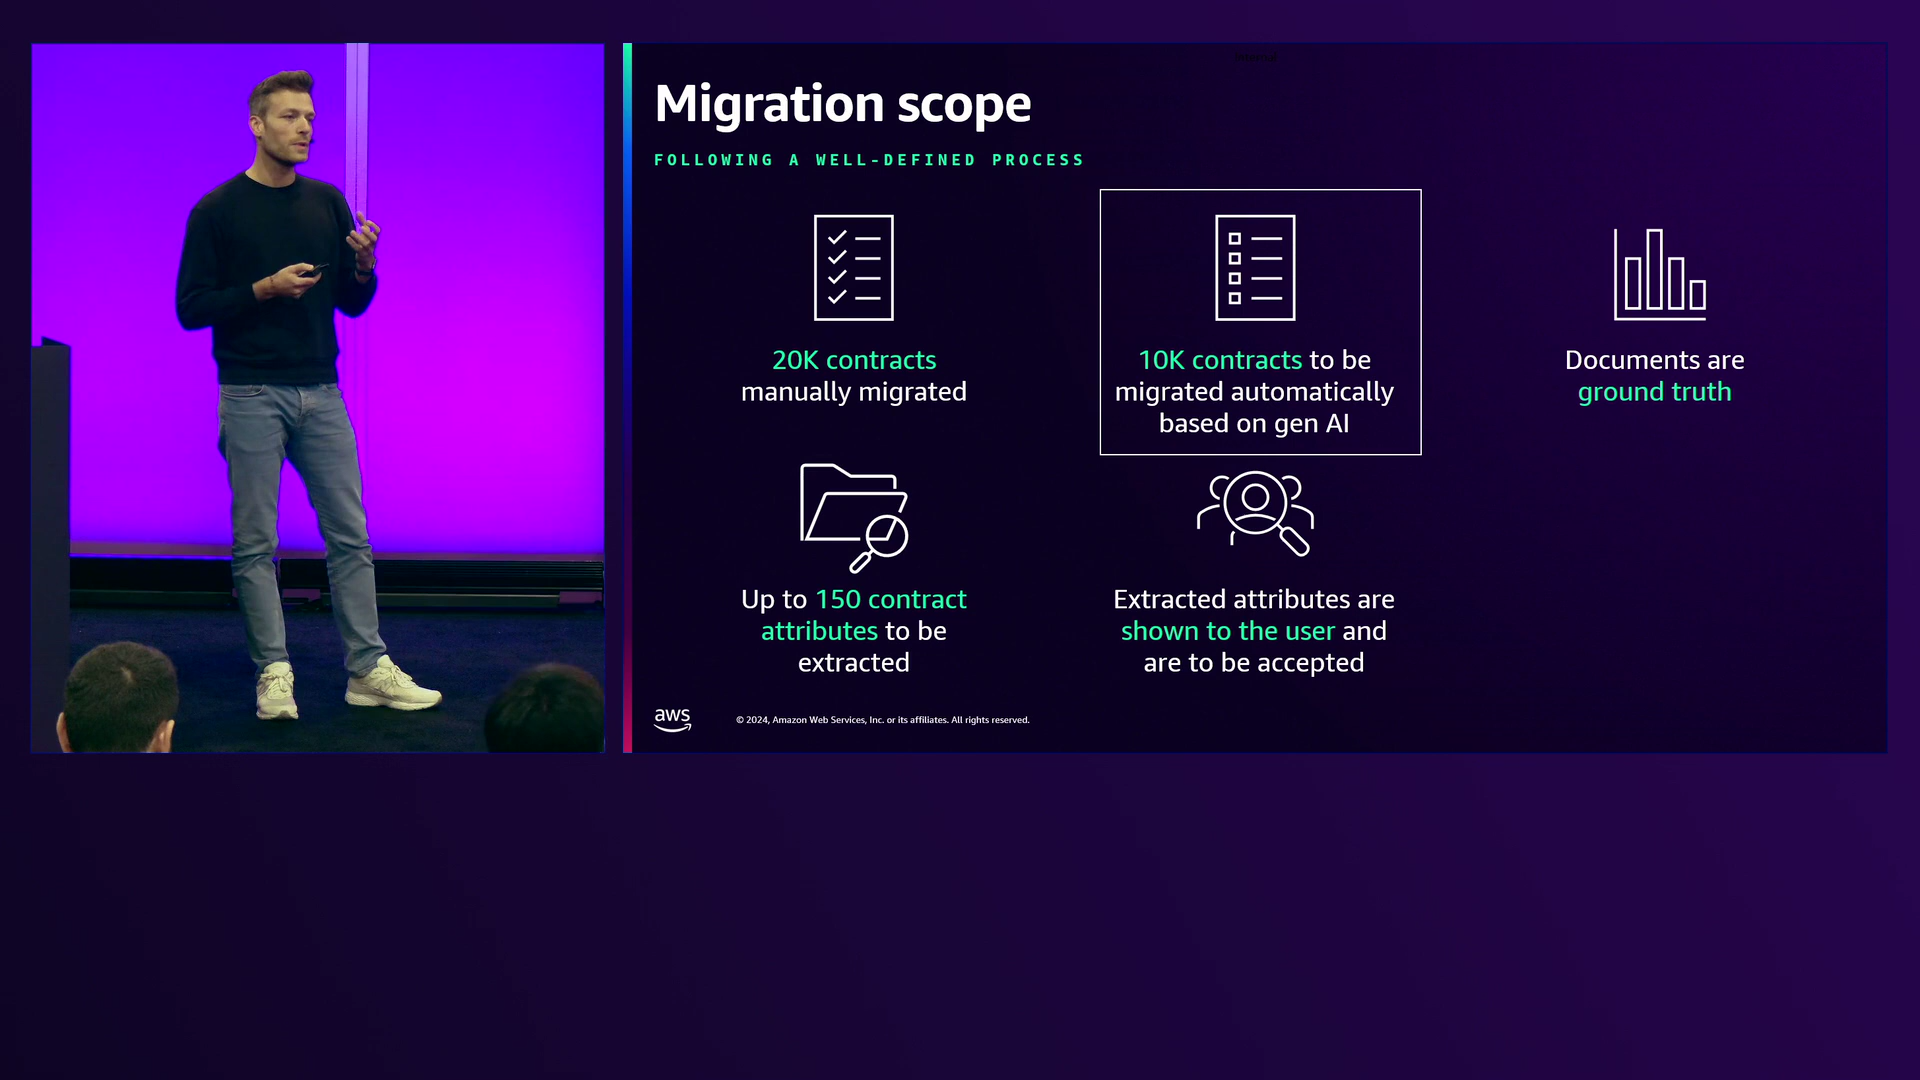 Migration scope
FOLLOWING A WELL-DEFINED PROCESS
20K contracts
manually migrated
10K contracts to be
migrated automatically
based on gen AI
Documents are
ground truth
Up to 150 contract
attributes to be
extracted
Extracted attributes are
shown to the user and
are to be accepted
aws
© 2024, Amazon Web Services, Inc. or its affiliates. All rights reserved.